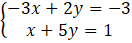 −3x + 2y = −3
x + 5y = 1